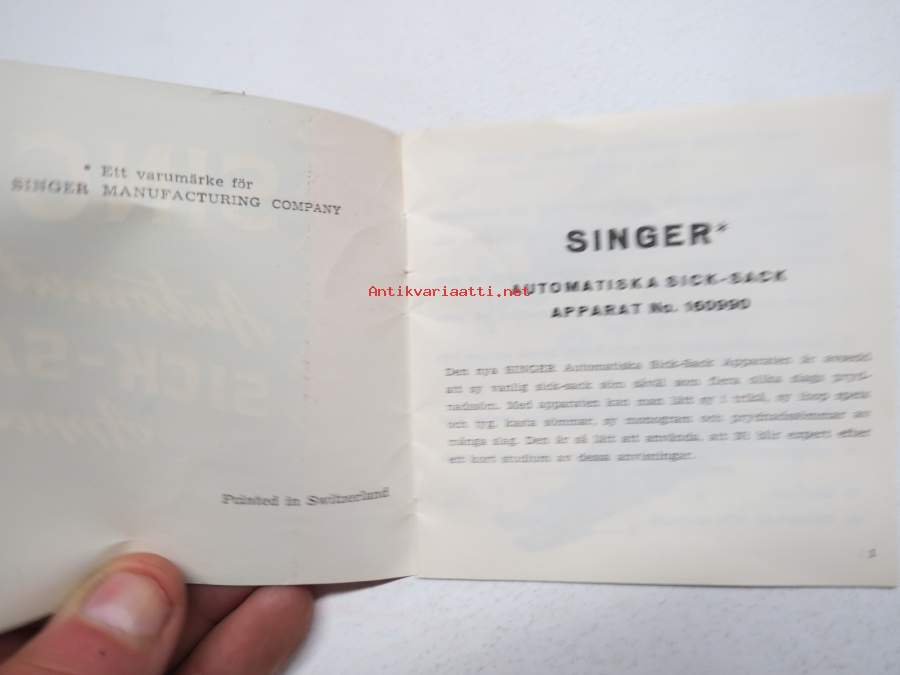 * Ett varumärke för
SINGER MANUFACTURING COMPANY
Printed in Switzerland
SINGER*
AUTOMATISKA SICK-SACK
APPARAT No. 160990
Den nya SINGER Automatiska Sick-Sack Apparaten är avsedd
att sy vanlig sick-sack som såväl som flera olika slags pryd-
nadssöm. Med apparaten kan man lätt sy i trikå, sy ihop spets
och tyg, kasta sömmar, sy monogram och prydnadssömmar av
många slag. Den är så lätt att använda, att Ni blir expert efter
ett kort studium av dessa anvisningar.
Antikvariaatti.net